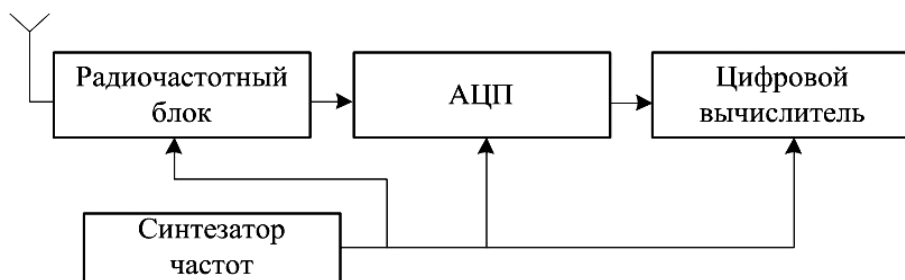 Радиочастотный
блок
АЦП
Цифровой
вычислитель
Синтезатор
частот